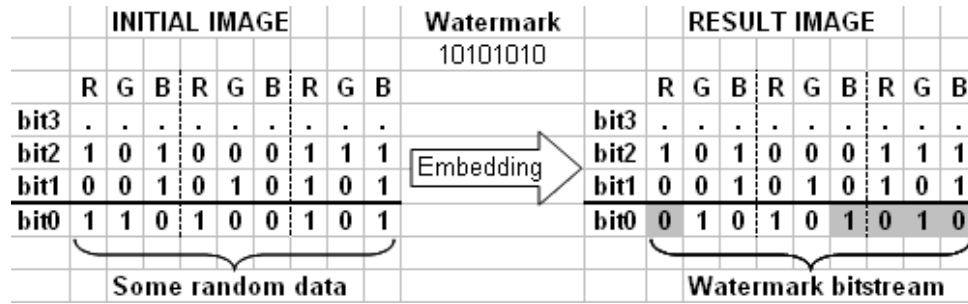 INITIAL IMAGE Watermark RESULT IMAGE
10101010
R G B R G B R G B R G B R G B R G B
bit3 . . . . . . . . . bit3 . . . . . . . . .
bit2 1 0 1 0 0 0 1 1 1 bit2 1 0 1 0 0 0 1 1 1
Embedding
bit1 0 0 1 0 1 0 1 0 1 bit1 0 0 1 0 1 0 1 0 1
bit0 1 1 0 1 0 0 1 0 1 bit0 0 1 0 1 0 1 0 1 0
Some random data Watermark bitstream